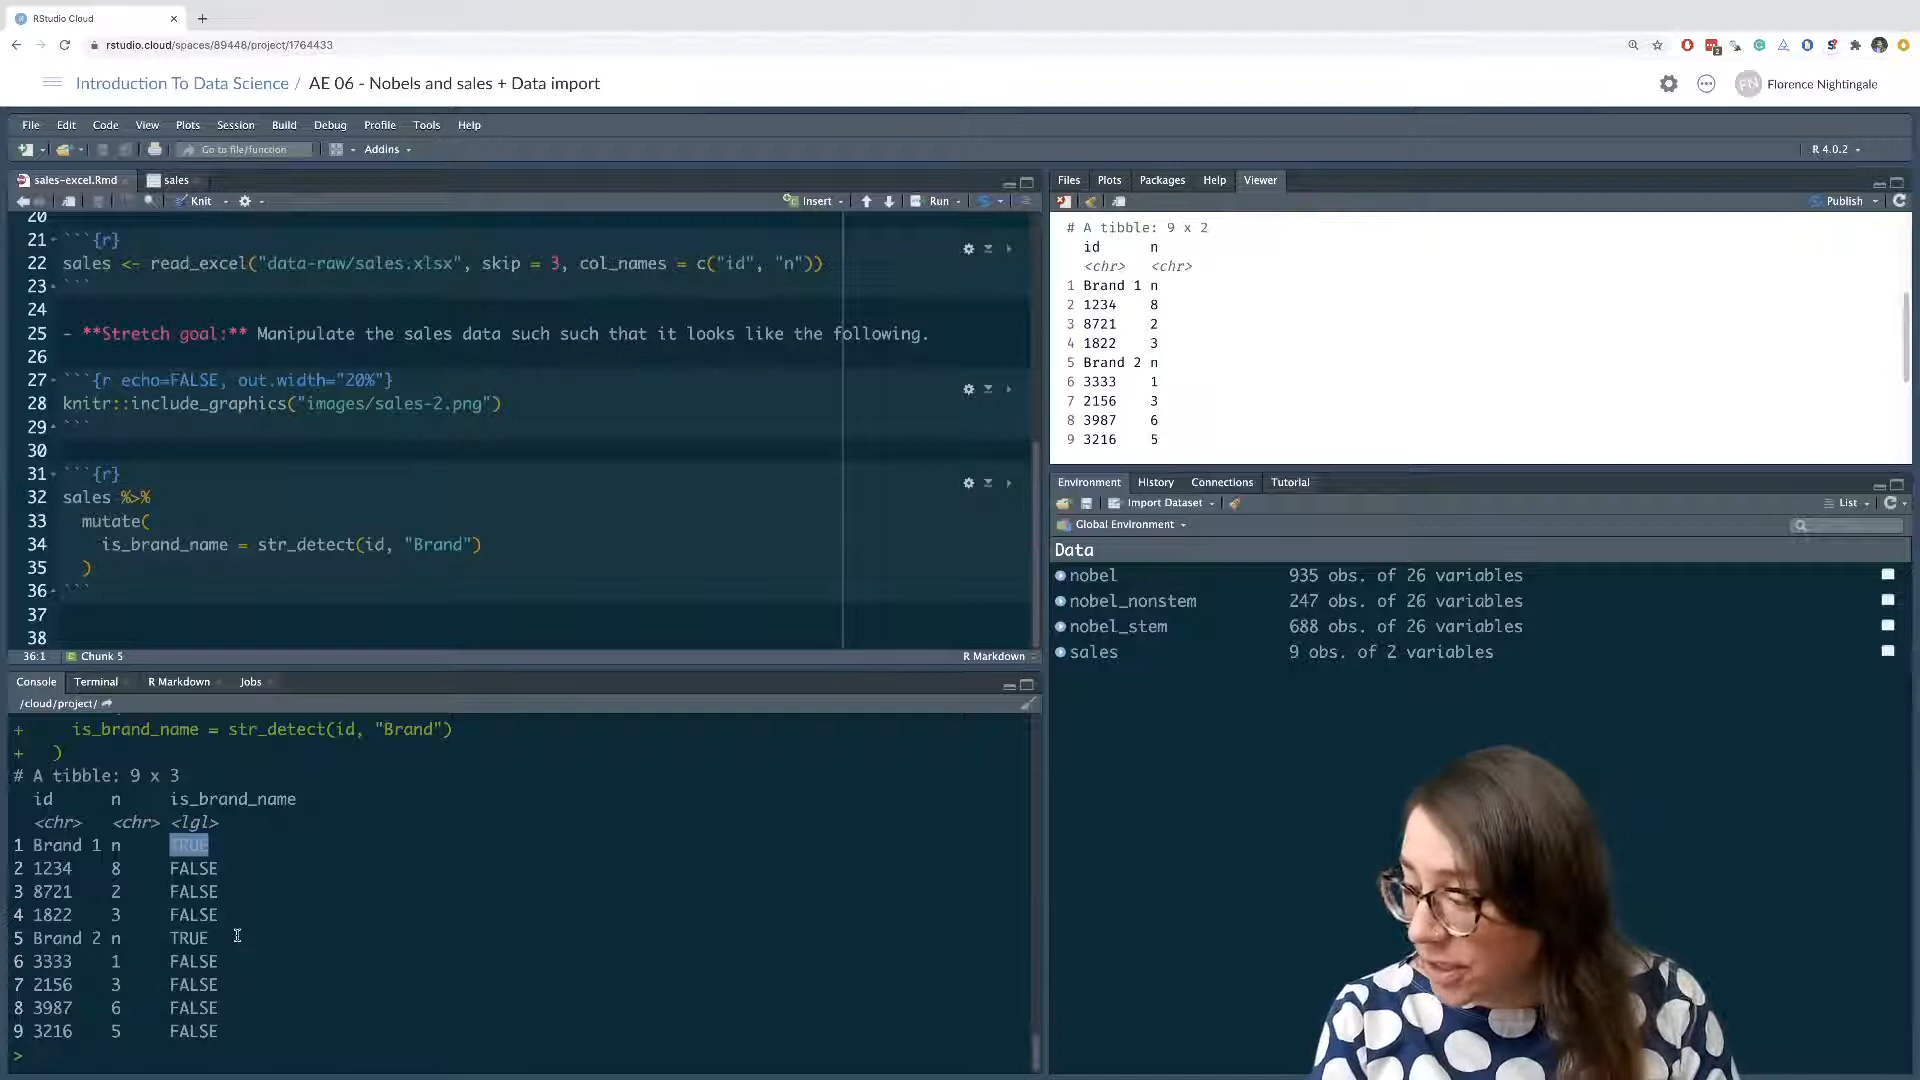 RStudio Cloud
rstudio.cloud/spaces/89448/project/1764433
Introduction To Data Science / AE 06 - Nobels and sales + Data import
FN Florence Nightingale
File Edit Code View Plots Session Build Debug Profile Tools Help
Go to file/function Addins R 4.0.2
sales-excel.Rmd sales
Knit Insert Run
20
21 ```{r}
22 sales <- read_excel("data-raw/sales.xlsx", skip = 3, col_names = c("id", "n"))
23 ```
24
25 - **Stretch goal:** Manipulate the sales data such such that it looks like the following.
26
27 ```{r echo=FALSE, out.width="20%"}
28 knitr::include_graphics("images/sales-2.png")
29 ```
30
31 ```{r}
32 sales %>%
33 mutate(
34 is_brand_name = str_detect(id, "Brand")
35 )
36 ```
37
38
36:1 Chunk 5 R Markdown
Console Terminal R Markdown Jobs
/cloud/project/
+ is_brand_name = str_detect(id, "Brand")
+ )
# A tibble: 9 x 3
id n is_brand_name
<chr> <chr> <lgl>
1 Brand 1 n TRUE
2 1234 8 FALSE
3 8721 2 FALSE
4 1822 3 FALSE
5 Brand 2 n TRUE
6 3333 1 FALSE
7 2156 3 FALSE
8 3987 6 FALSE
9 3216 5 FALSE
>
Files Plots Packages Help Viewer
Publish
# A tibble: 9 x 2
id n
<chr> <chr>
1 Brand 1 n
2 1234 8
3 8721 2
4 1822 3
5 Brand 2 n
6 3333 1
7 2156 3
8 3987 6
9 3216 5
Environment History Connections Tutorial
Import Dataset List
Global Environment
Data
nobel 935 obs. of 26 variables
nobel_nonstem 247 obs. of 26 variables
nobel_stem 688 obs. of 26 variables
sales 9 obs. of 2 variables